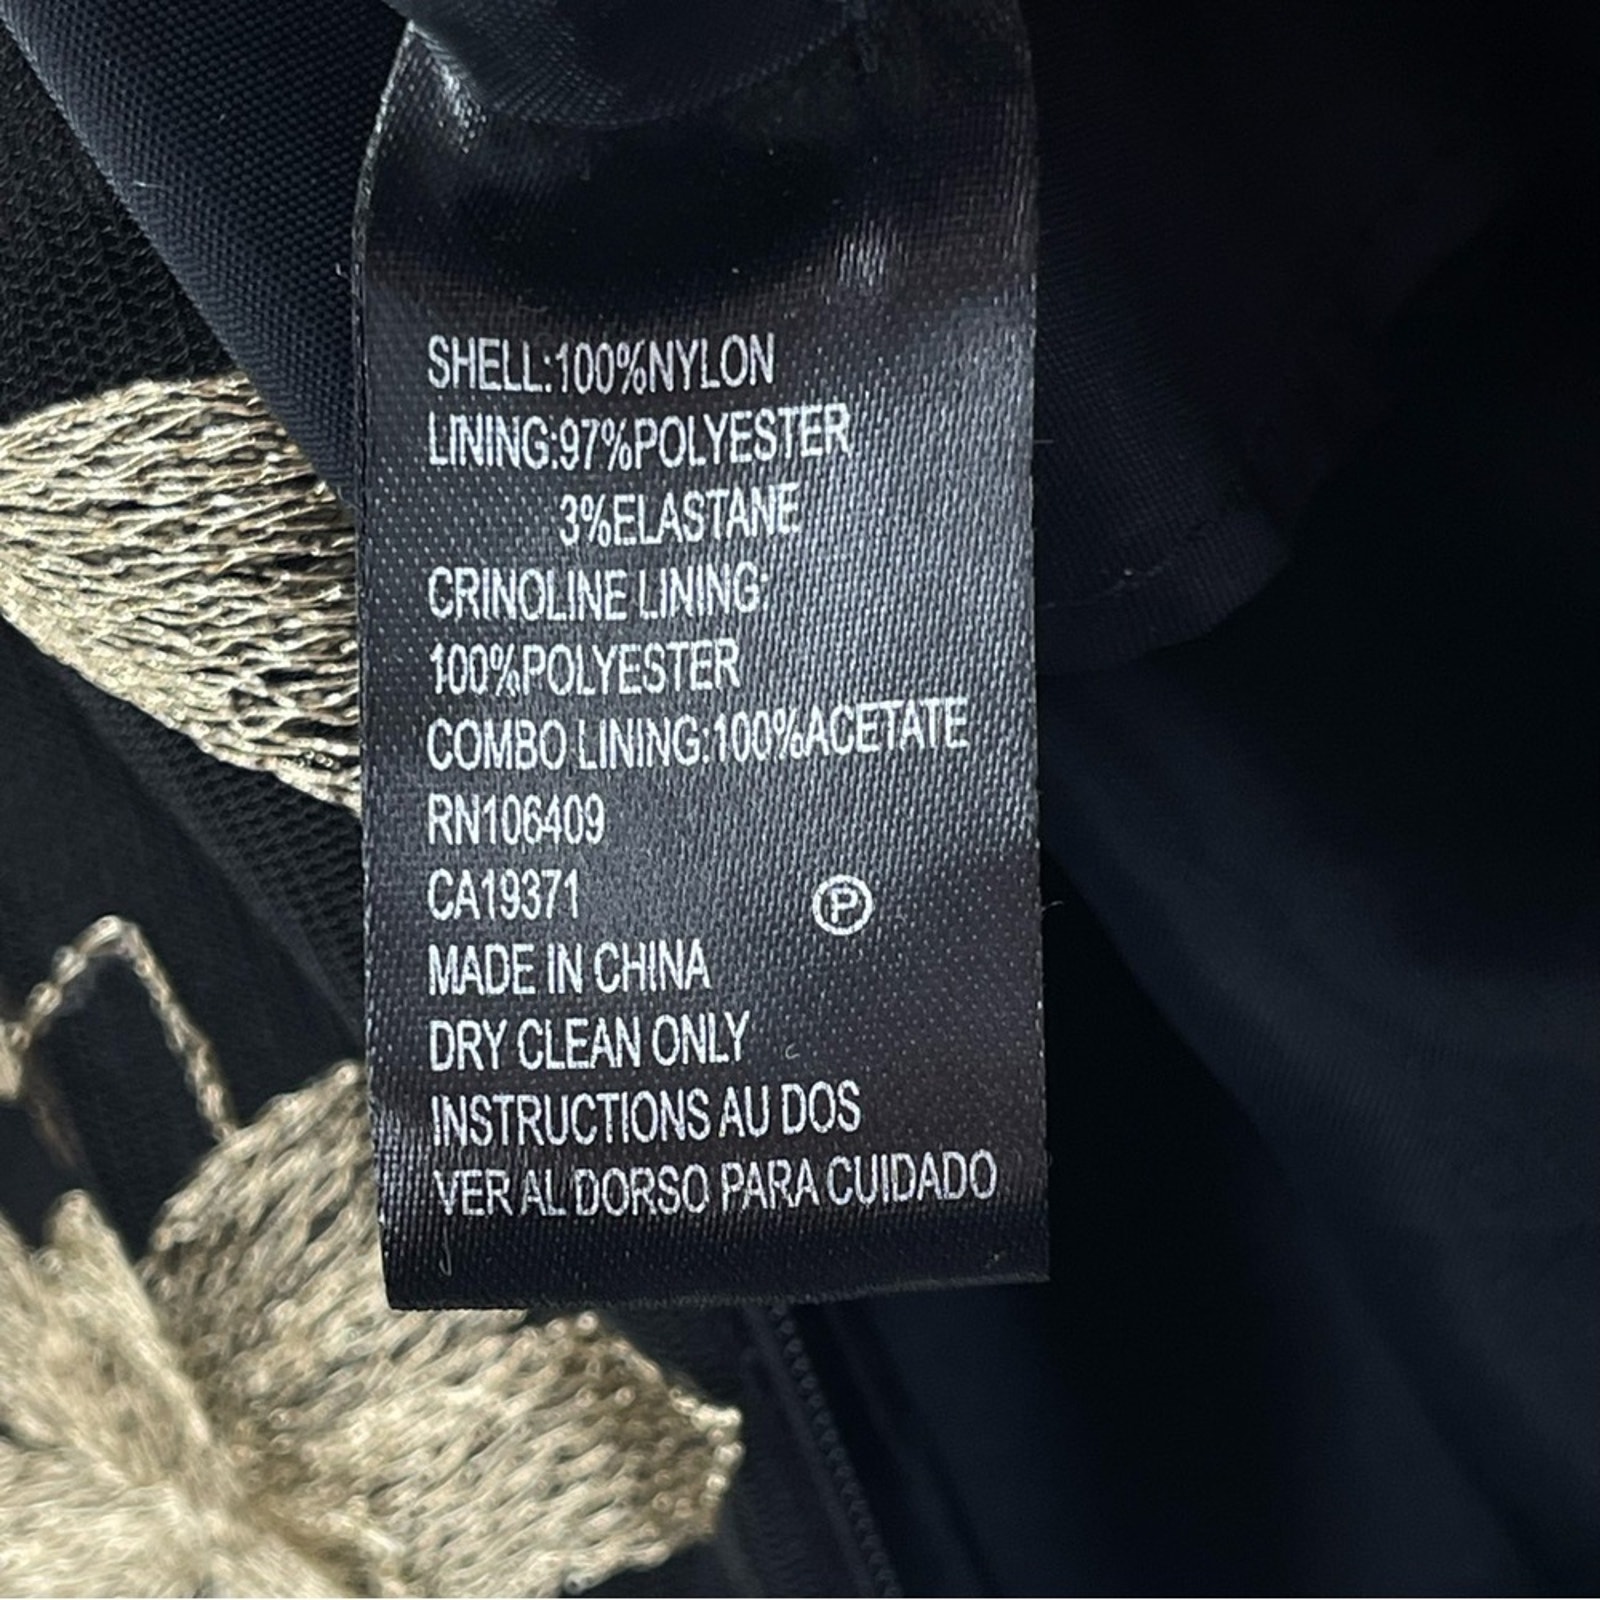 SHELL:100%NYLON
LINING:97%POLYESTER
3%ELASTANE
CRINOLINE LINING:
100%POLYESTER
COMBO LINING:100%ACETATE
RN106409
CA19371
P
MADE IN CHINA
DRY CLEAN ONLY
INSTRUCTIONS AU DOS
VER AL DORSO PARA CUIDADO